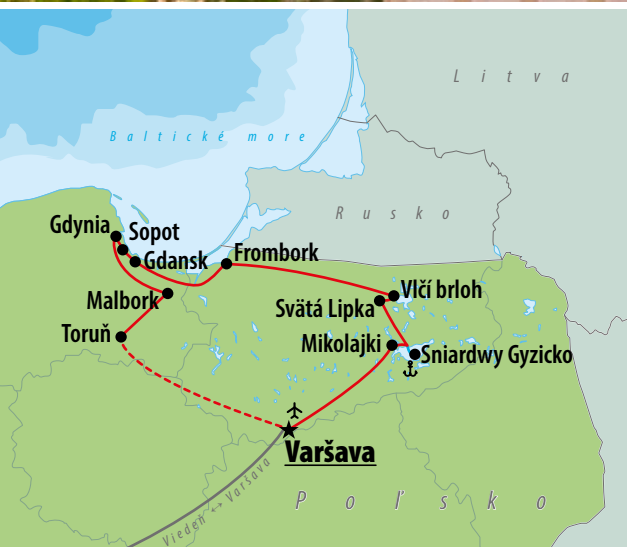 Litva
Baltické more
Rusko
Gdynia
Sopot
Gdansk
Frombork
Vlčí brloh
Malbork
Svätá Lipka
Toruň
Mikolajki
Sniardwy Gyzicko
Varšava
Viedeň ↔ Varšava
Poľsko